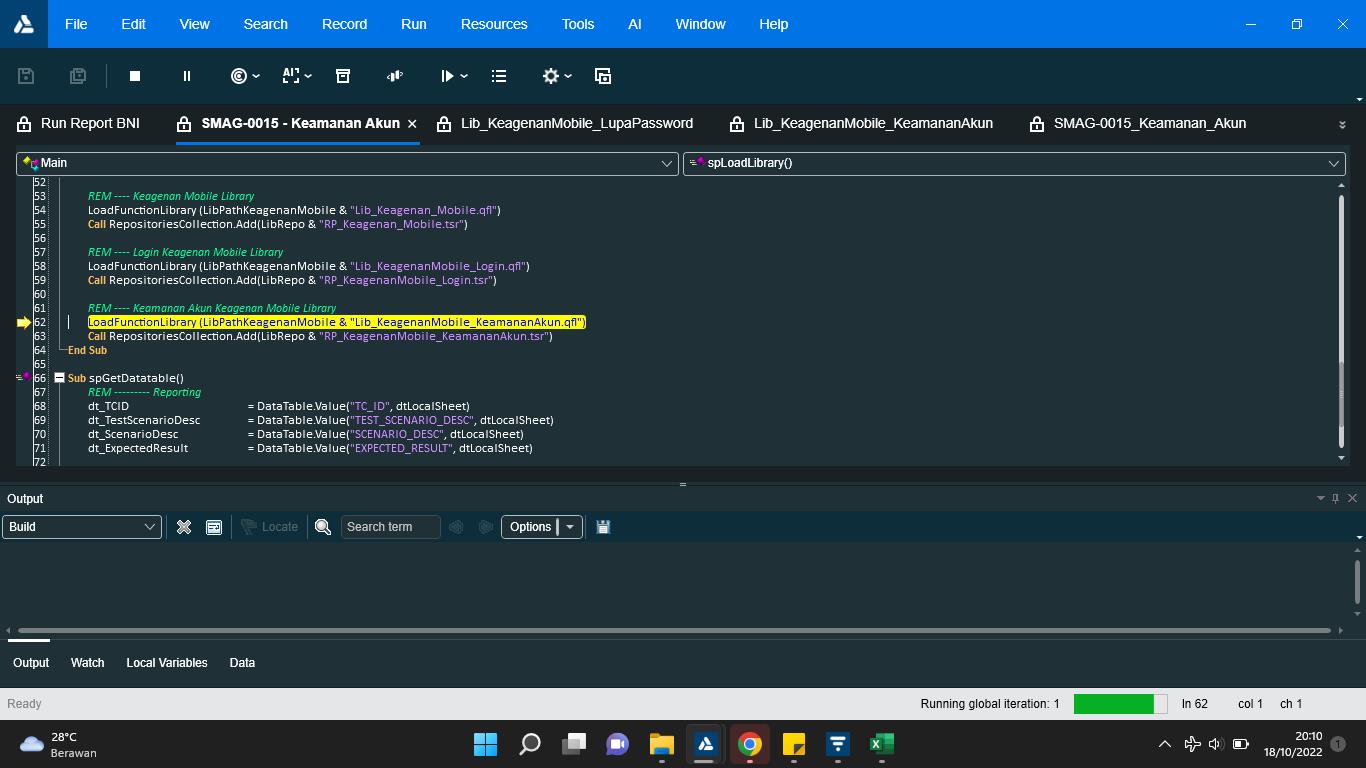 File Edit View Search Record Run Resources Tools AI Window Help
AI
Run Report BNI SMAG-0015 - Keamanan Akun Lib_KeagenanMobile_LupaPassword Lib_KeagenanMobile_KeamananAkun SMAG-0015_Keamanan_Akun
Main spLoadLibrary()
52
53 REM ---- Keagenan Mobile Library
54 LoadFunctionLibrary (LibPathKeagenanMobile & "Lib_Keagenan_Mobile.qfl")
55 Call RepositoriesCollection.Add(LibRepo & "RP_Keagenan_Mobile.tsr")
56
57 REM ---- Login Keagenan Mobile Library
58 LoadFunctionLibrary (LibPathKeagenanMobile & "Lib_KeagenanMobile_Login.qfl")
59 Call RepositoriesCollection.Add(LibRepo & "RP_KeagenanMobile_Login.tsr")
60
61 REM ---- Keamanan Akun Keagenan Mobile Library
62 LoadFunctionLibrary (LibPathKeagenanMobile & "Lib_KeagenanMobile_KeamananAkun.qfl")
63 Call RepositoriesCollection.Add(LibRepo & "RP_KeagenanMobile_KeamananAkun.tsr")
64 End Sub
65
66 Sub spGetDatatable()
67 REM --------- Reporting
68 dt_TCID = DataTable.Value("TC_ID", dtLocalSheet)
69 dt_TestScenarioDesc = DataTable.Value("TEST_SCENARIO_DESC", dtLocalSheet)
70 dt_ScenarioDesc = DataTable.Value("SCENARIO_DESC", dtLocalSheet)
71 dt_ExpectedResult = DataTable.Value("EXPECTED_RESULT", dtLocalSheet)
72
Output
Build Locate Search term Options
Output Watch Local Variables Data
Ready Running global iteration: 1 ln 62 col 1 ch 1
28°C
Berawan
20:10
18/10/2022
1